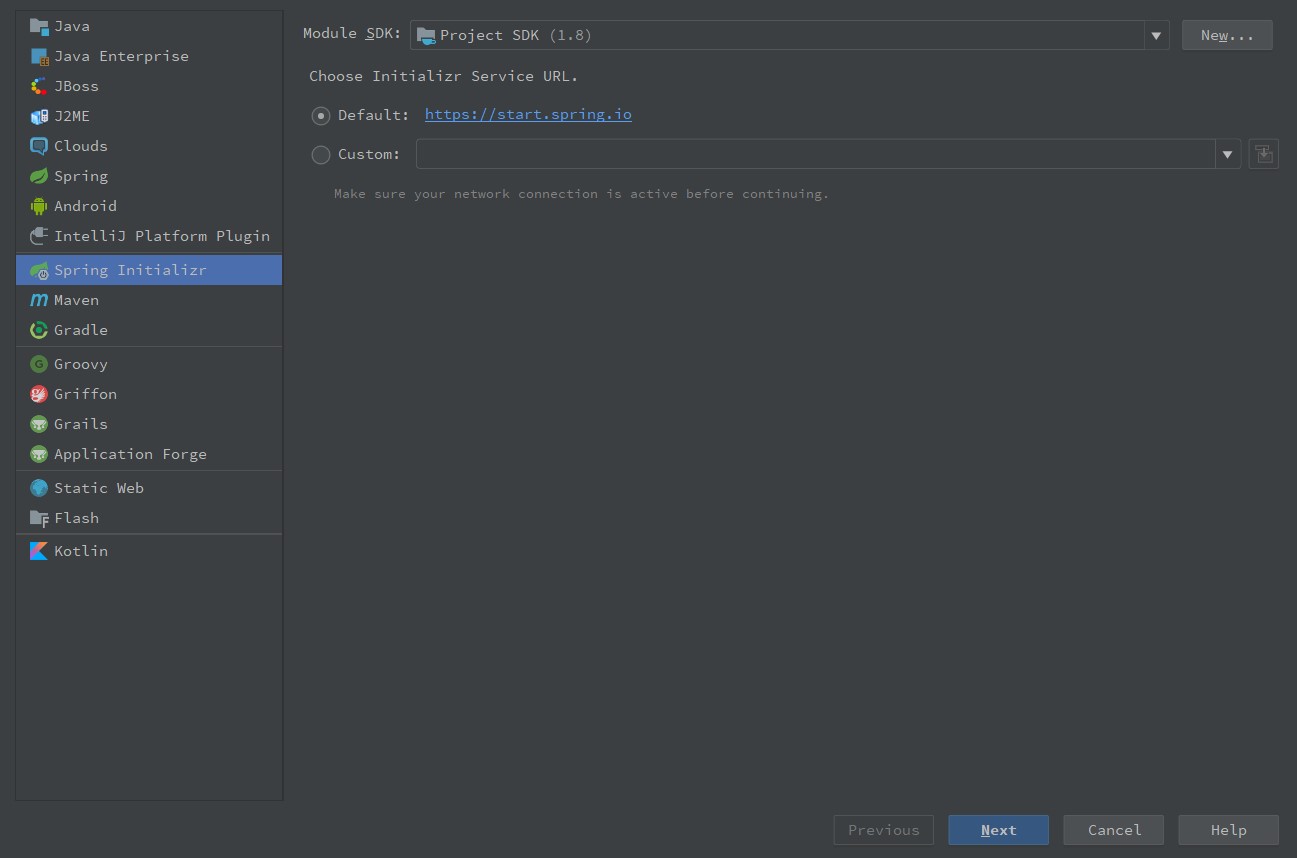 Java
Java Enterprise
JBoss
J2ME
Clouds
Spring
Android
IntelliJ Platform Plugin
Spring Initializr
Maven
Gradle
Groovy
Griffon
Grails
Application Forge
Static Web
Flash
Kotlin
Module SDK: Project SDK (1.8) New...
Choose Initializr Service URL.
Default: https://start.spring.io
Custom:
Make sure your network connection is active before continuing.
Previous Next Cancel Help